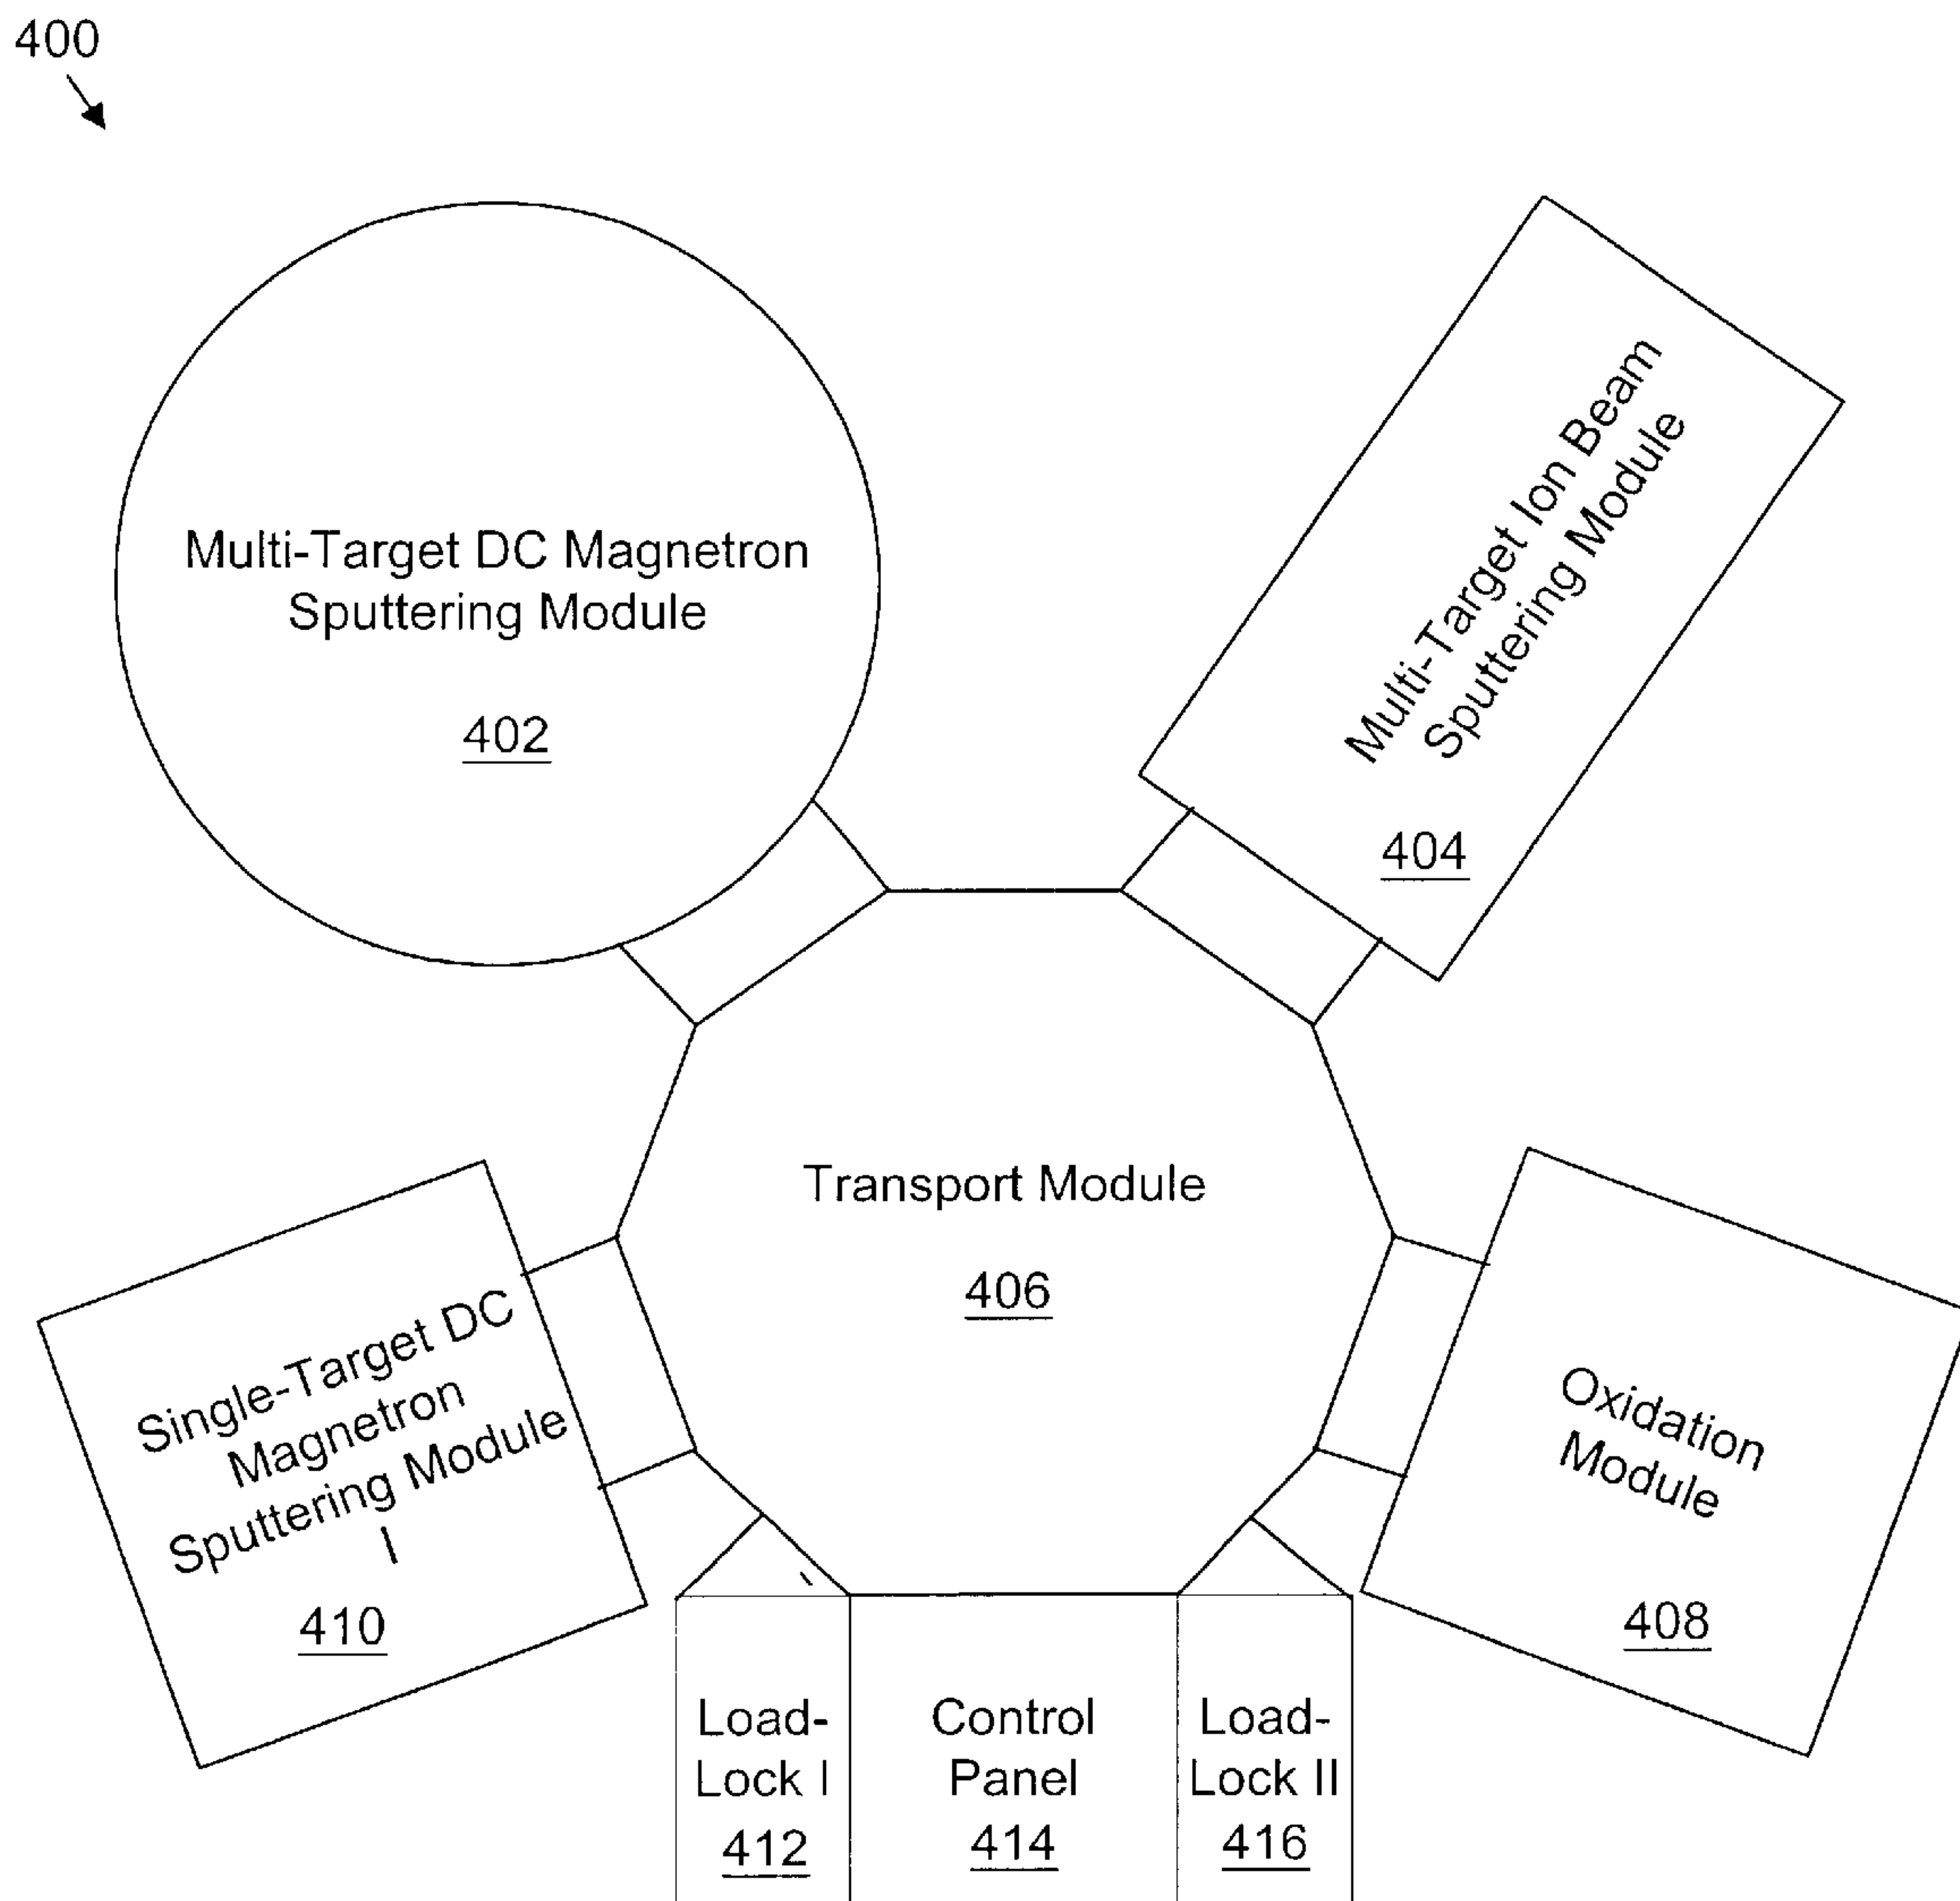 400
Multi-Target DC Magnetron
Sputtering Module
402
Multi-Target Ion Beam
Sputtering Module
404
Transport Module
406
Single-Target DC
Magnetron
Sputtering Module
I
410
Oxidation
Module
408
Load-
Lock I
412
Control
Panel
414
Load-
Lock II
416